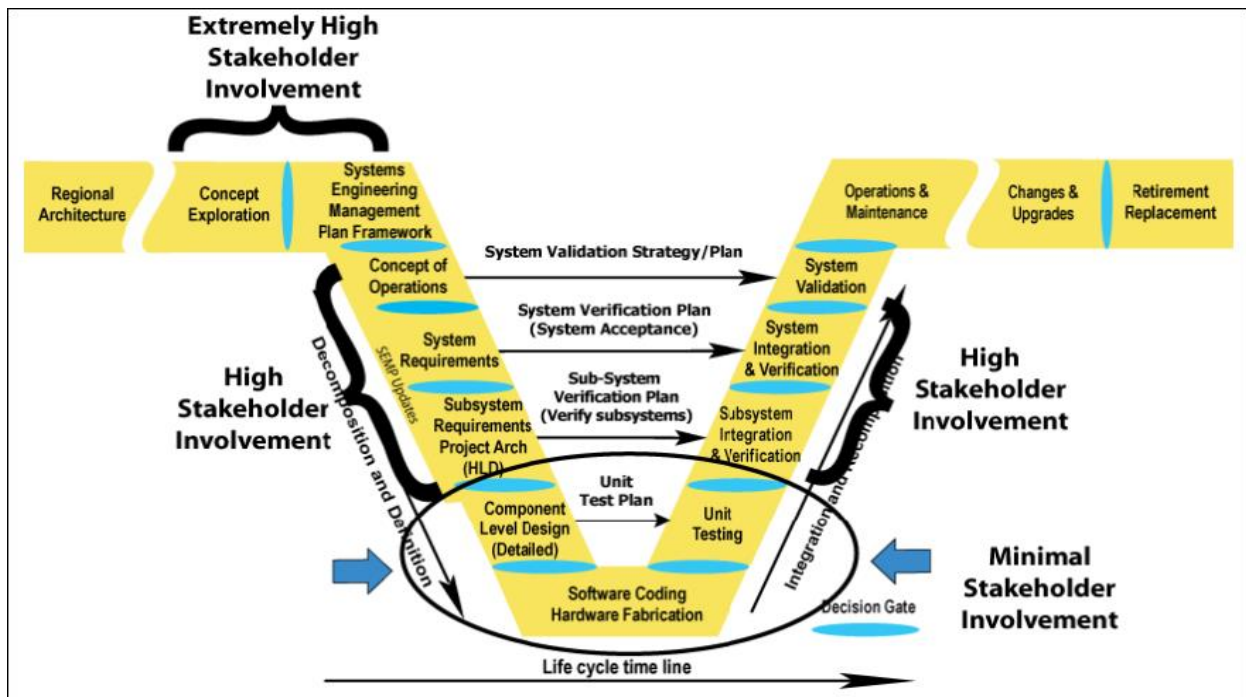 Extremely High
Stakeholder
Involvement
Regional
Architecture
Concept
Exploration
Systems
Engineering
Management
Plan Framework
Operations &
Maintenance
Changes &
Upgrades
Retirement
Replacement
Concept of
Operations
System Validation Strategy/Plan
System
Validation
System
Requirements
System Verification Plan
(System Acceptance)
System
Integration
& Verification
SEMP Updates
Decomposition and Definition
High
Stakeholder
Involvement
Subsystem
Requirements
Project Arch
(HLD)
Sub-System
Verification Plan
(Verify subsystems)
Subsystem
Integration
& Verification
Integration and Recomposition
High
Stakeholder
Involvement
Component
Level Design
(Detailed)
Unit
Test Plan
Unit
Testing
Software Coding
Hardware Fabrication
Decision Gate
Minimal
Stakeholder
Involvement
Life cycle time line